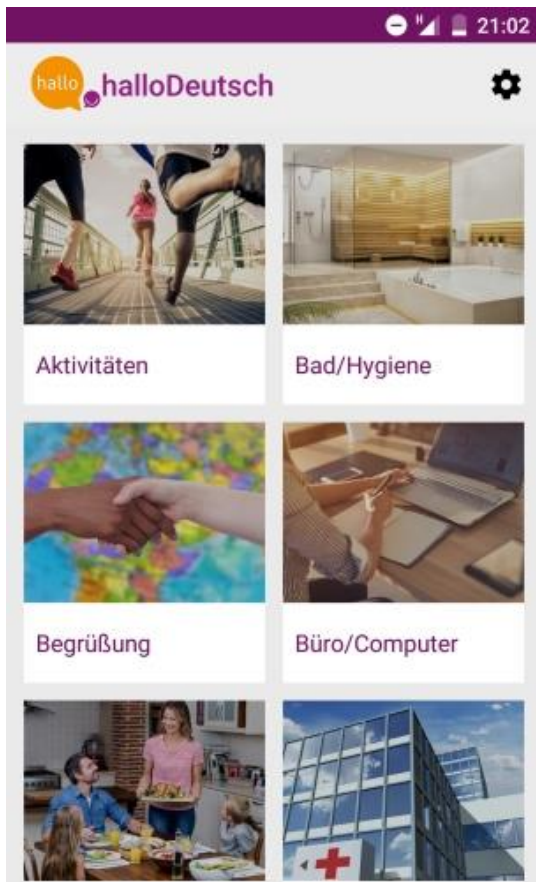 H 21:02
hallo halloDeutsch
Aktivitäten
Bad/Hygiene
Begrüßung
Büro/Computer